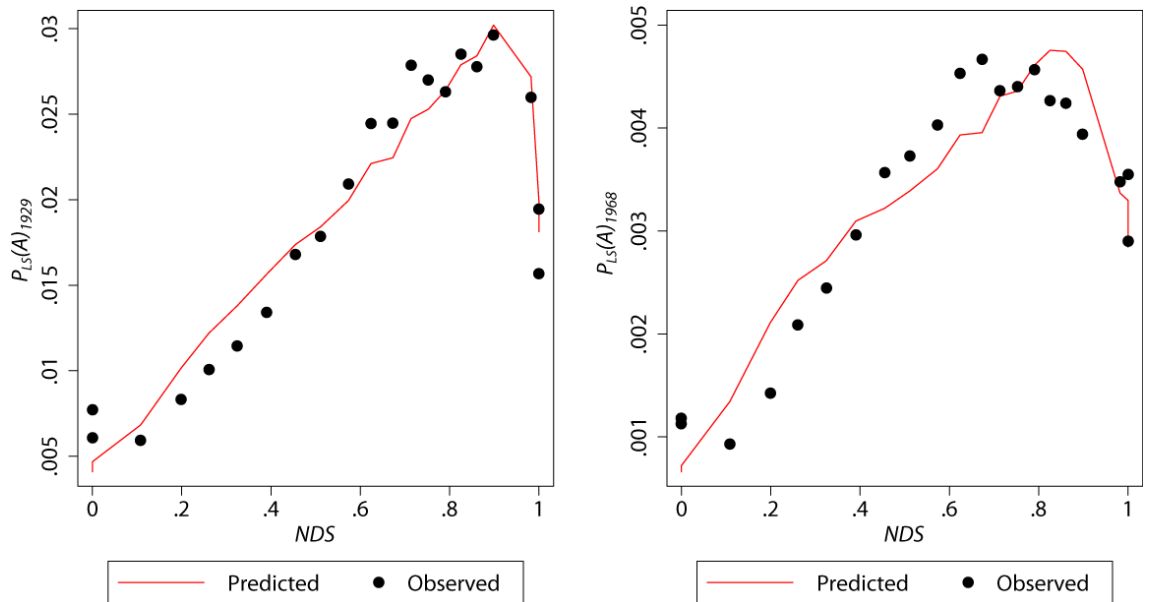 .03
.025
.02
.015
.01
.005
P_LS(A)_1929
0 .2 .4 .6 .8 1
NDS
Predicted Observed
.005
.004
.003
.002
.001
P_LS(A)_1968
0 .2 .4 .6 .8 1
NDS
Predicted Observed